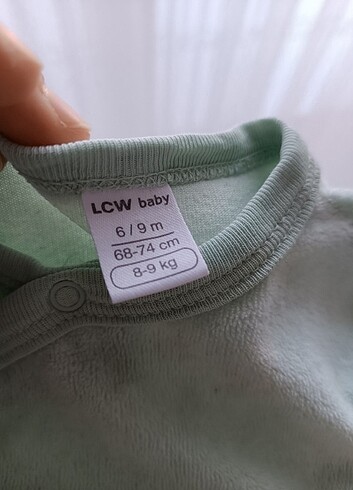 LCW baby
6 / 9 m
68-74 cm
8-9 kg